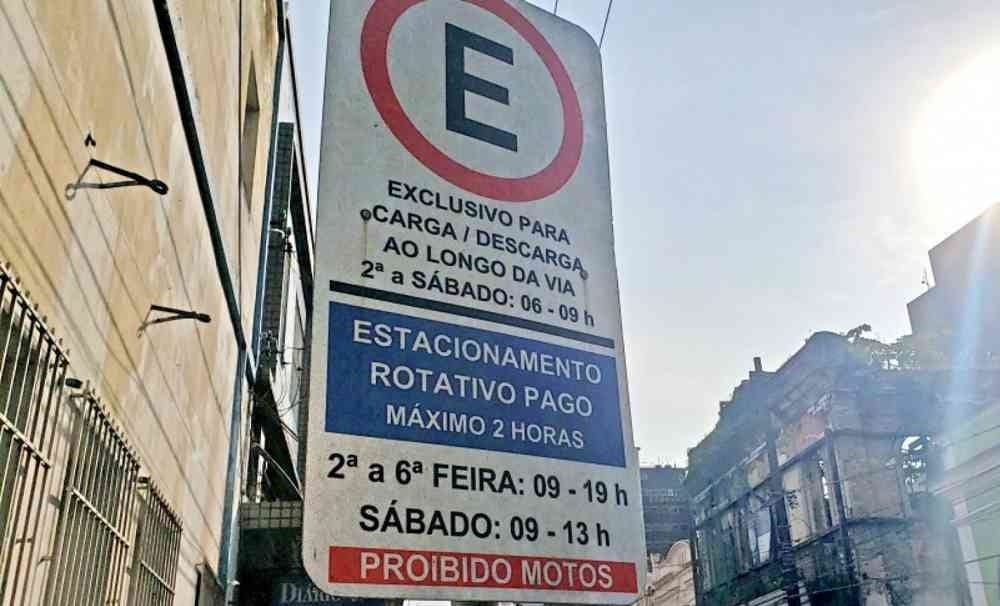 E
EXCLUSIVO PARA
CARGA / DESCARGA
AO LONGO DA VIA
2ª a SÁBADO: 06 - 09 h
ESTACIONAMENTO
ROTATIVO PAGO
MÁXIMO 2 HORAS
2ª a 6ª FEIRA: 09 - 19 h
SÁBADO: 09 - 13 h
PROIBIDO MOTOS
DIÁRIO